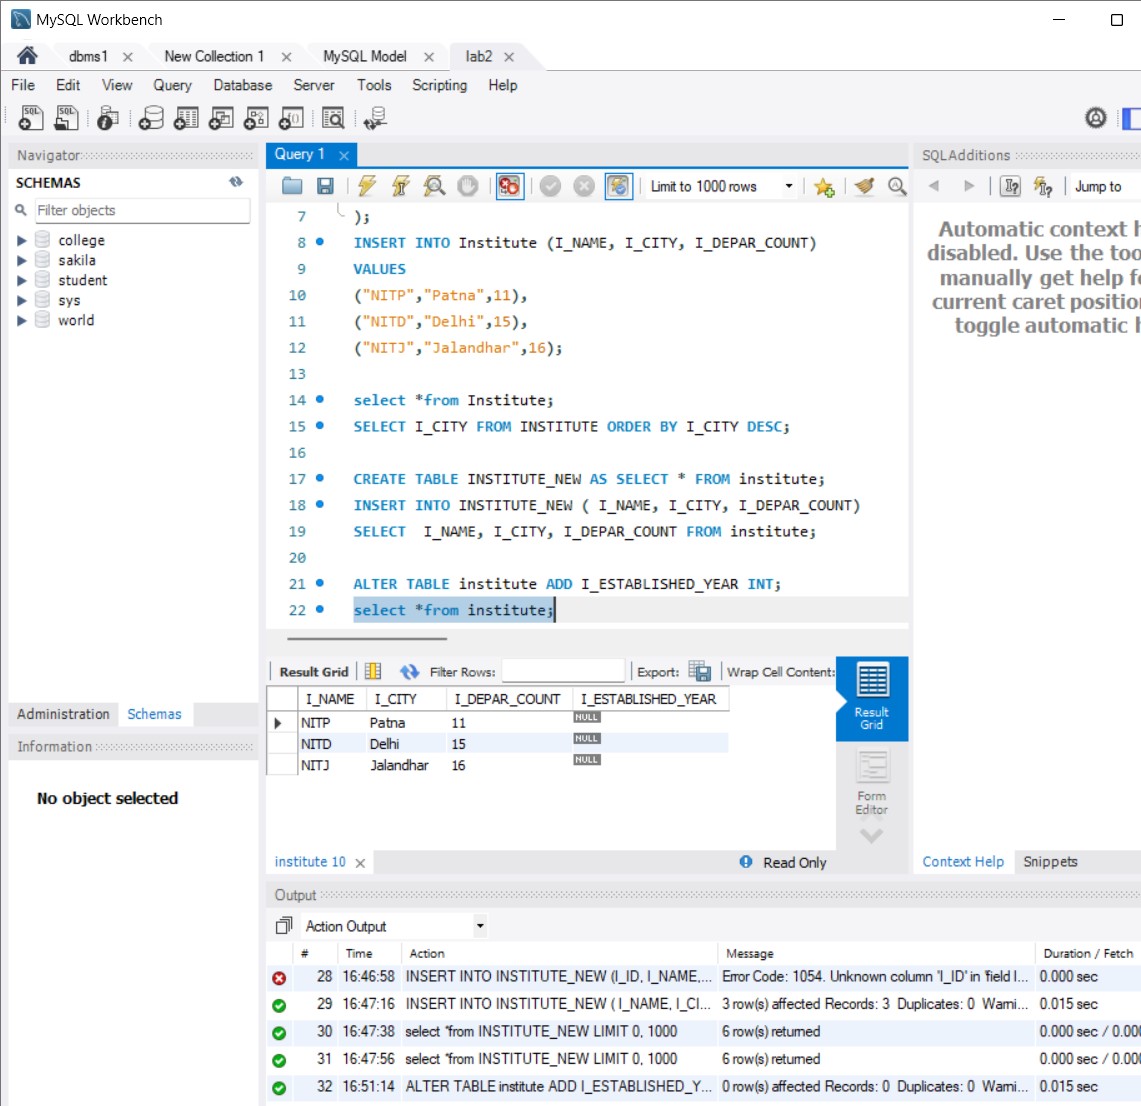 MySQL Workbench
dbms1 New Collection 1 MySQL Model lab2
File Edit View Query Database Server Tools Scripting Help
Navigator
SCHEMAS
Filter objects
college
sakila
student
sys
world
Administration Schemas
Information
No object selected
Query 1
Limit to 1000 rows
7 );
8 INSERT INTO Institute (I_NAME, I_CITY, I_DEPAR_COUNT)
9 VALUES
10 ("NITP","Patna",11),
11 ("NITD","Delhi",15),
12 ("NITJ","Jalandhar",16);
13
14 select *from Institute;
15 SELECT I_CITY FROM INSTITUTE ORDER BY I_CITY DESC;
16
17 CREATE TABLE INSTITUTE_NEW AS SELECT * FROM institute;
18 INSERT INTO INSTITUTE_NEW ( I_NAME, I_CITY, I_DEPAR_COUNT)
19 SELECT  I_NAME, I_CITY, I_DEPAR_COUNT FROM institute;
20
21 ALTER TABLE institute ADD I_ESTABLISHED_YEAR INT;
22 select *from institute;
Result Grid Filter Rows: Export: Wrap Cell Content:
I_NAME I_CITY I_DEPAR_COUNT I_ESTABLISHED_YEAR
NITP Patna 11 NULL
NITD Delhi 15 NULL
NITJ Jalandhar 16 NULL
Result
Grid
Form
Editor
institute 10 Read Only
SQLAdditions
Jump to
Automatic context h
disabled. Use the too
manually get help fo
current caret position
toggle automatic h
Context Help Snippets
Output
Action Output
# Time Action Message Duration / Fetch
28 16:46:58 INSERT INTO INSTITUTE_NEW (I_ID, I_NAME,... Error Code: 1054. Unknown column 'I_ID' in 'field l... 0.000 sec
29 16:47:16 INSERT INTO INSTITUTE_NEW ( I_NAME, I_CI... 3 row(s) affected Records: 3 Duplicates: 0 Warni... 0.015 sec
30 16:47:38 select *from INSTITUTE_NEW LIMIT 0, 1000 6 row(s) returned 0.000 sec / 0.000
31 16:47:56 select *from INSTITUTE_NEW LIMIT 0, 1000 6 row(s) returned 0.000 sec / 0.000
32 16:51:14 ALTER TABLE institute ADD I_ESTABLISHED_Y... 0 row(s) affected Records: 0 Duplicates: 0 Warni... 0.015 sec